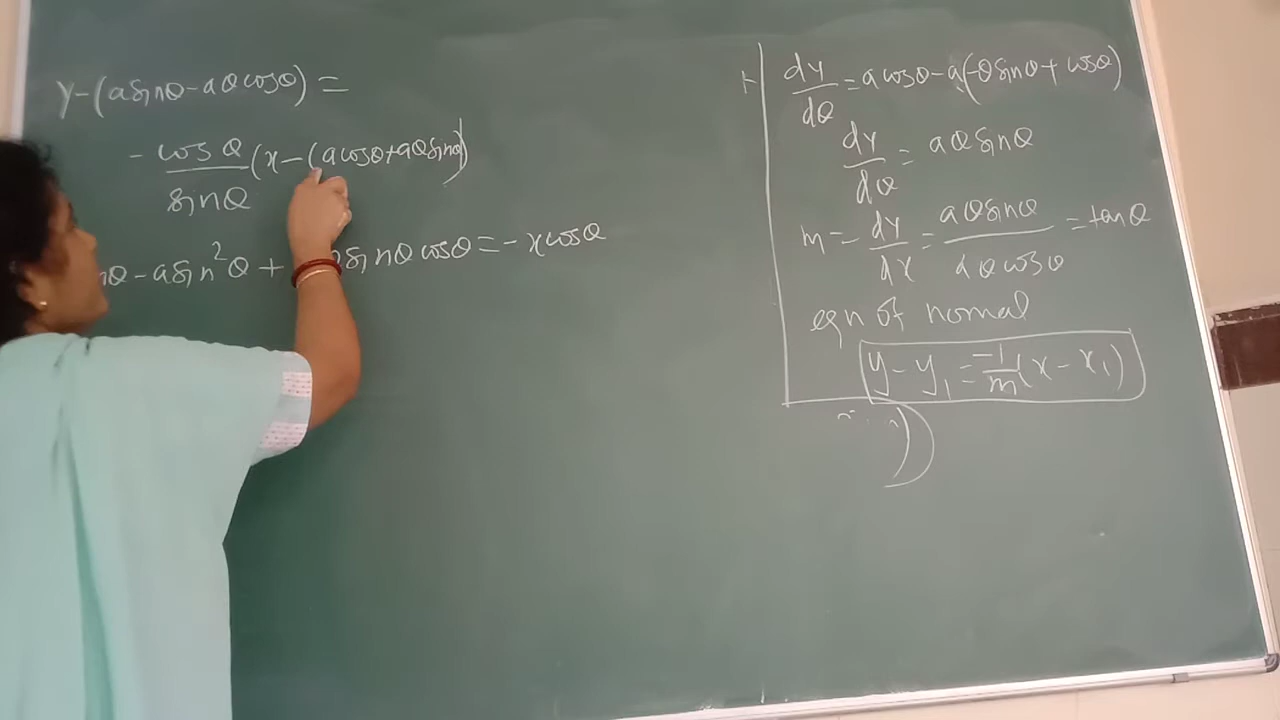 y-(asinθ-aθcosθ)=
-cosθ/sinθ (x-(acosθ+aθsinθ)
nθ-asin²θ+ sinθcosθ=-xcosθ
dy/dθ=acosθ-a(-θsinθ+cosθ)
dy/dθ=aθsinθ
m=dy/dx=aθsinθ/aθcosθ=tanθ
eqn of normal
y-y₁=-1/m(x-x₁)